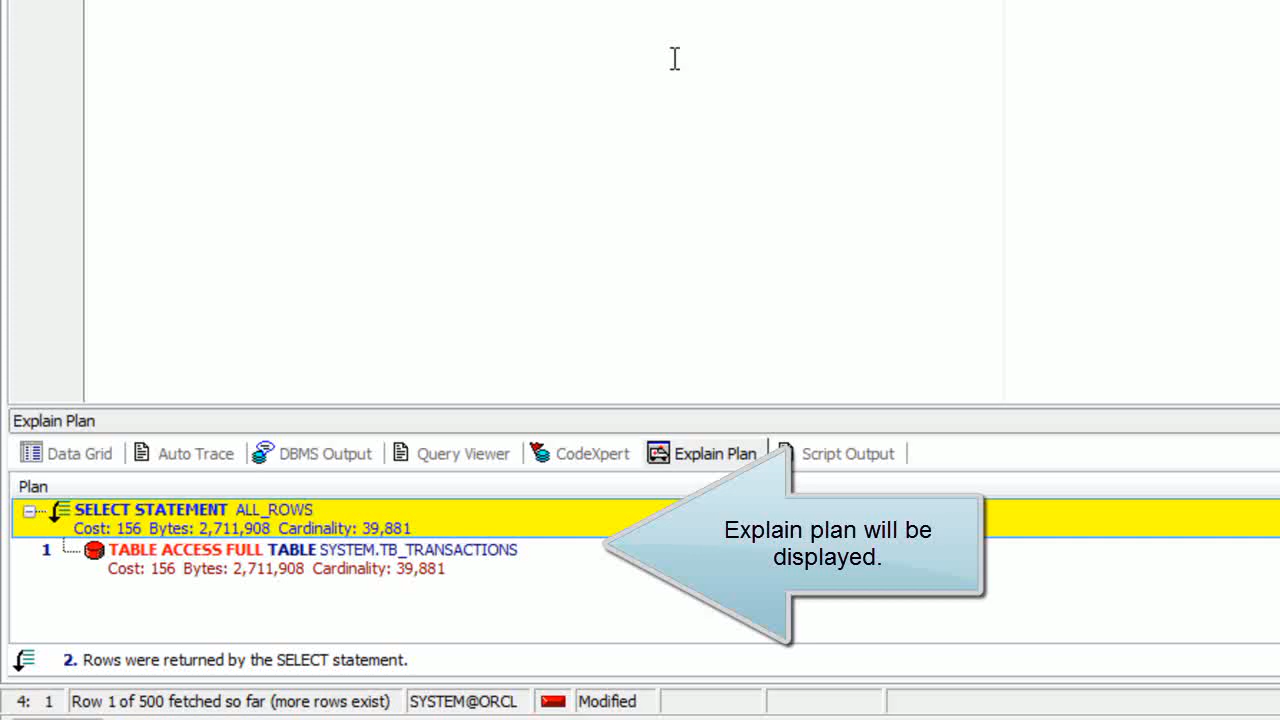 Explain Plan
Data Grid Auto Trace DBMS Output Query Viewer CodeXpert Explain Plan Script Output
Plan
SELECT STATEMENT ALL_ROWS
Cost: 156 Bytes: 2,711,908 Cardinality: 39,881
1 TABLE ACCESS FULL TABLE SYSTEM.TB_TRANSACTIONS
Cost: 156 Bytes: 2,711,908 Cardinality: 39,881
Explain plan will be
displayed.
2. Rows were returned by the SELECT statement.
4: 1 Row 1 of 500 fetched so far (more rows exist) SYSTEM@ORCL Modified